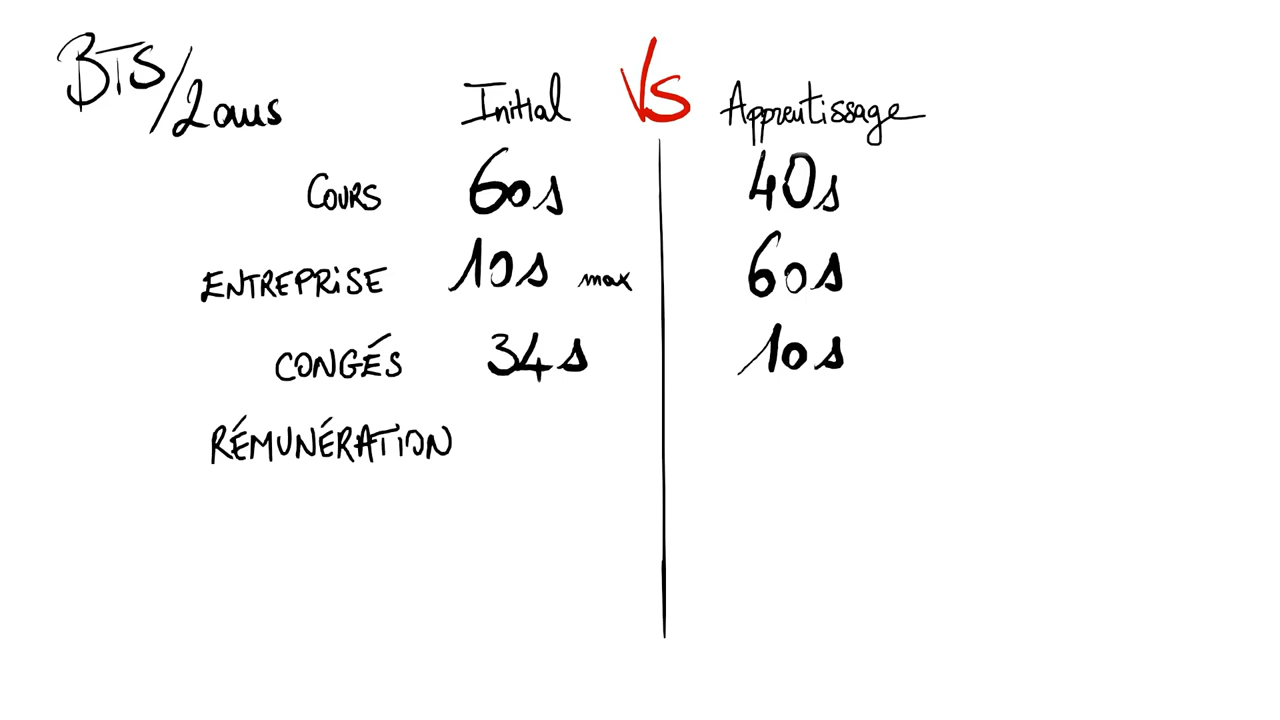 BTS/2ans Initial VS Apprentissage
COURS 60s 40s
ENTREPRISE 10s max 60s
CONGÉS 34s 10s
RÉMUNÉRATION